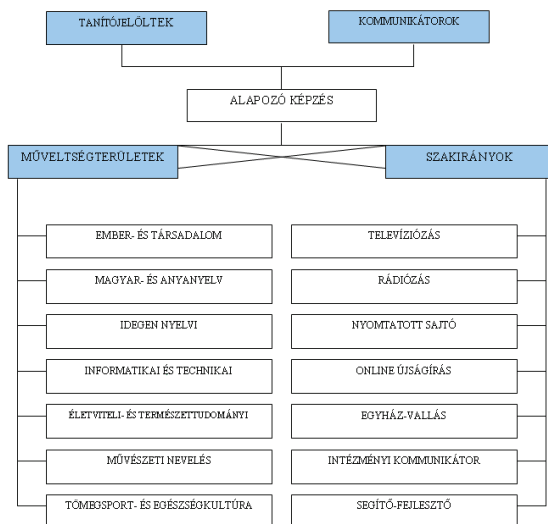 TANÍTÓJELÖLTEK
KOMMUNIKÁTOROK
ALAPOZÓ KÉPZÉS
MŰVELTSÉGTERÜLETEK
SZAKIRÁNYOK
EMBER- ÉS TÁRSADALOM
TELEVÍZIÓZÁS
MAGYAR- ÉS ANYANYELV
RÁDIÓZÁS
IDEGEN NYELVI
NYOMTATOTT SAJTÓ
INFORMATIKAI ÉS TECHNIKAI
ONLINE ÚJSÁGÍRÁS
ÉLETVITELI- ÉS TERMÉSZETTUDOMÁNYI
EGYHÁZ-VALLÁS
MŰVÉSZETI NEVELÉS
INTÉZMÉNYI KOMMUNIKÁTOR
TÖMEGSPORT- ÉS EGÉSZSÉGKULTÚRA
SEGÍTŐ-FEJLESZTŐ